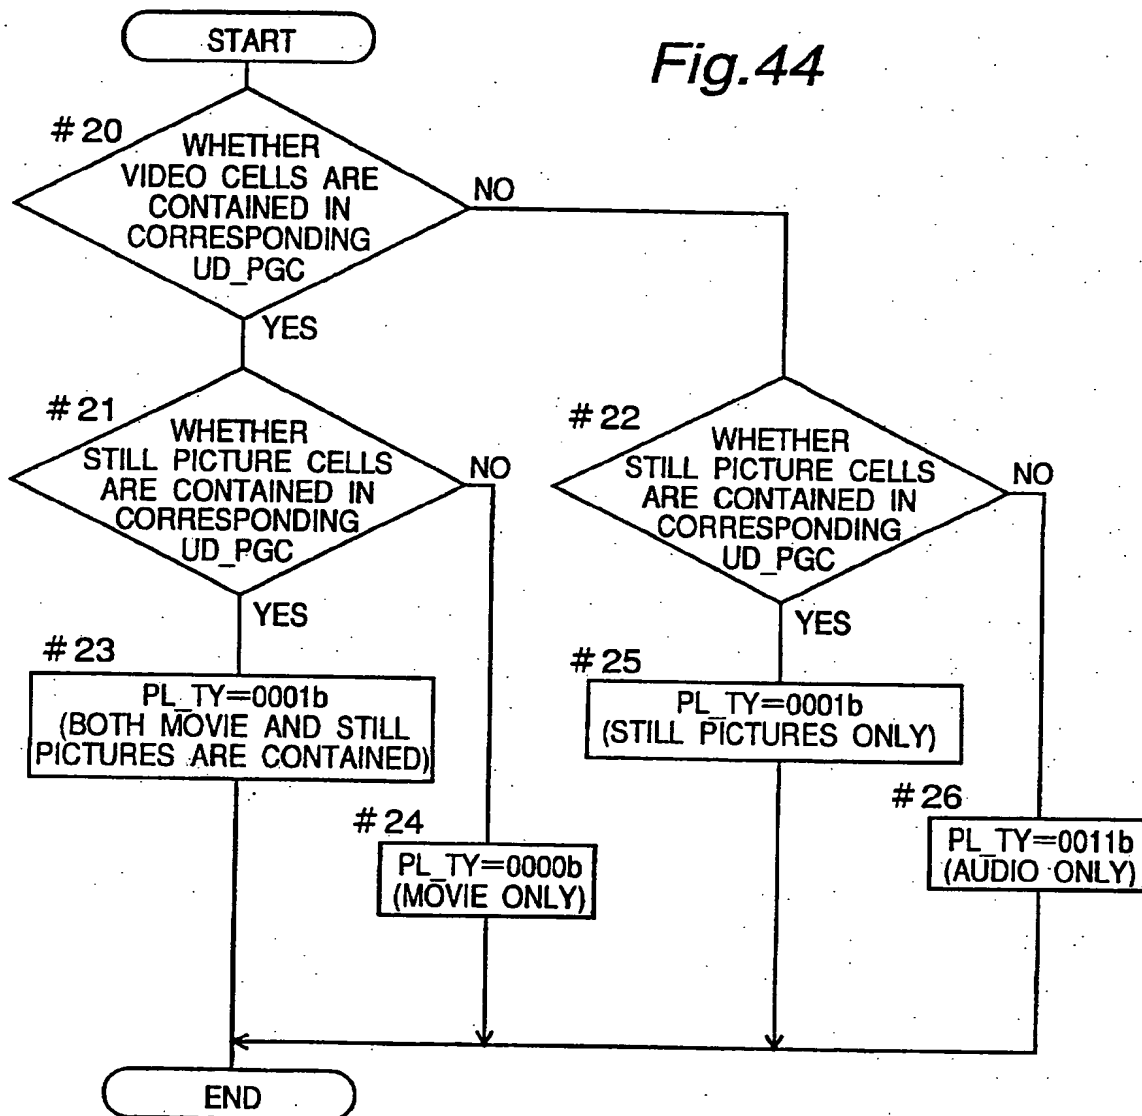 START
Fig.44
#20
WHETHER
VIDEO CELLS ARE
CONTAINED IN
CORRESPONDING
UD_PGC
NO
YES
#21
WHETHER
STILL PICTURE CELLS
ARE CONTAINED IN
CORRESPONDING
UD_PGC
NO
YES
#22
WHETHER
STILL PICTURE CELLS
ARE CONTAINED IN
CORRESPONDING
UD_PGC
NO
YES
#23
PL_TY=0001b
(BOTH MOVIE AND STILL
PICTURES ARE CONTAINED)
#25
PL_TY=0001b
(STILL PICTURES ONLY)
#24
PL_TY=0000b
(MOVIE ONLY)
#26
PL_TY=0011b
(AUDIO ONLY)
END